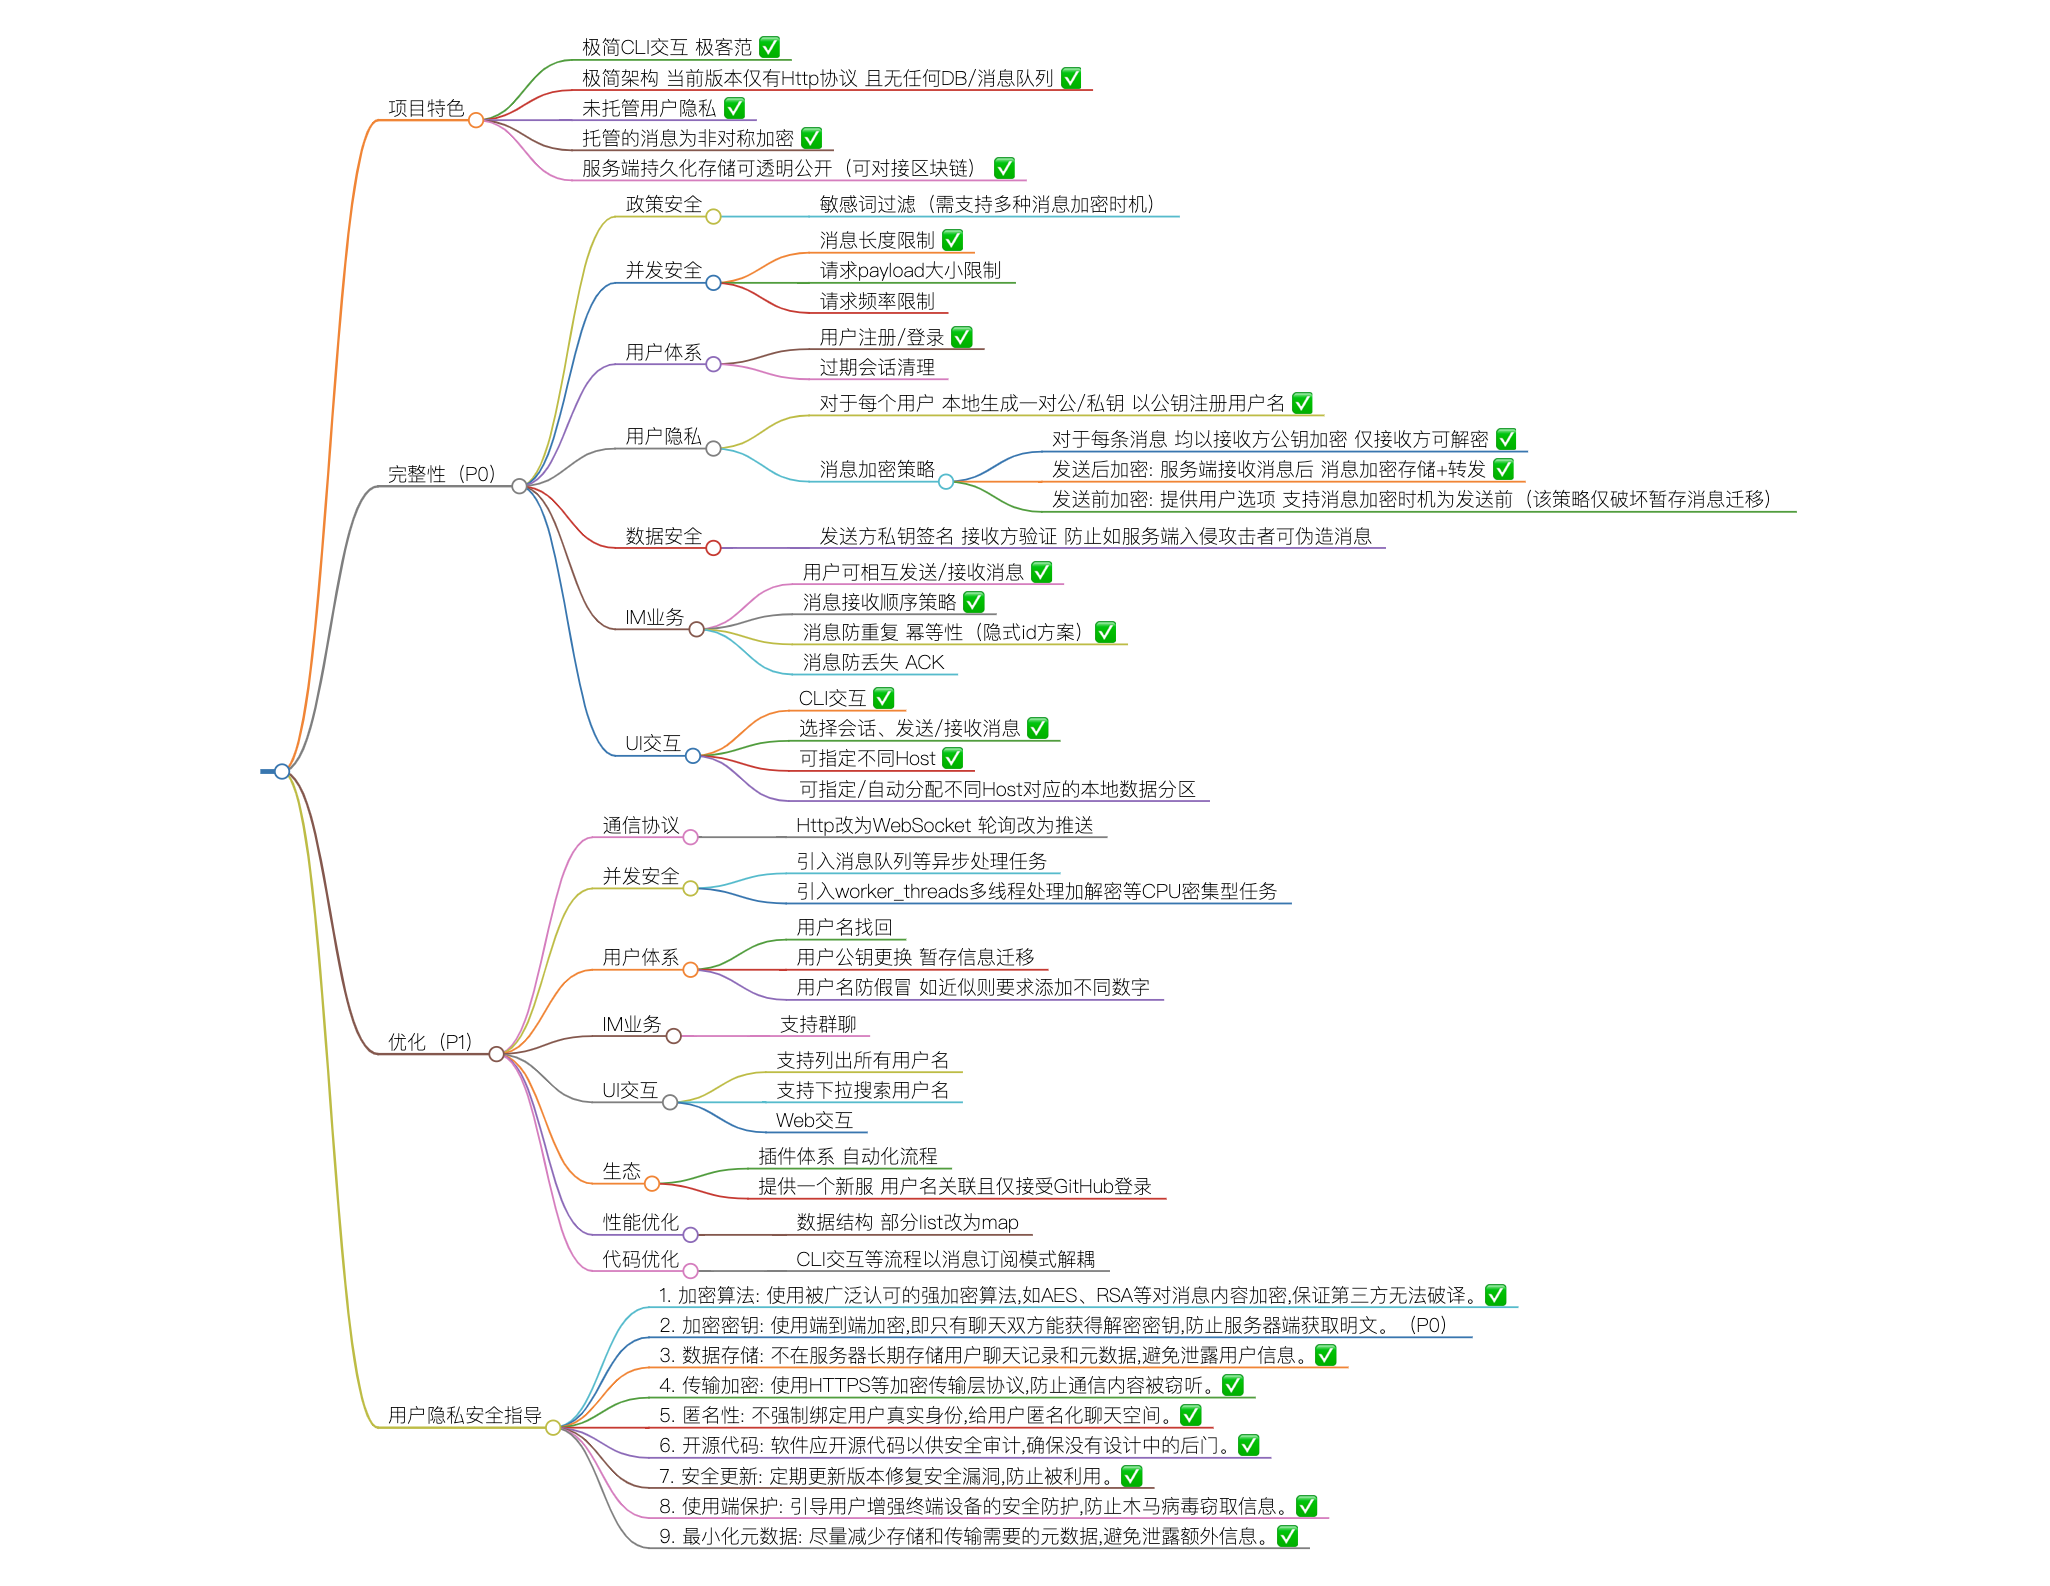 项目特色
极简CLI交互 极客范 ✅
极简架构 当前版本仅有Http协议 且无任何DB/消息队列 ✅
未托管用户隐私 ✅
托管的消息为非对称加密 ✅
服务端持久化存储可透明公开（可对接区块链） ✅
完整性（P0）
政策安全
敏感词过滤（需支持多种消息加密时机）
并发安全
消息长度限制 ✅
请求payload大小限制
请求频率限制
用户体系
用户注册/登录 ✅
过期会话清理
用户隐私
对于每个用户 本地生成一对公/私钥 以公钥注册用户名 ✅
消息加密策略
对于每条消息 均以接收方公钥加密 仅接收方可解密 ✅
发送后加密: 服务端接收消息后 消息加密存储+转发 ✅
发送前加密: 提供用户选项 支持消息加密时机为发送前（该策略仅破坏暂存消息迁移）
数据安全
发送方私钥签名 接收方验证 防止如服务端入侵攻击者可伪造消息
IM业务
用户可相互发送/接收消息 ✅
消息接收顺序策略 ✅
消息防重复 幂等性（隐式id方案）✅
消息防丢失 ACK
UI交互
CLI交互 ✅
选择会话、发送/接收消息 ✅
可指定不同Host ✅
可指定/自动分配不同Host对应的本地数据分区
优化（P1）
通信协议
Http改为WebSocket 轮询改为推送
并发安全
引入消息队列等异步处理任务
引入worker_threads多线程处理加解密等CPU密集型任务
用户体系
用户名找回
用户公钥更换 暂存信息迁移
用户名防假冒 如近似则要求添加不同数字
IM业务
支持群聊
UI交互
支持列出所有用户名
支持下拉搜索用户名
Web交互
生态
插件体系 自动化流程
提供一个新服 用户名关联且仅接受GitHub登录
性能优化
数据结构 部分list改为map
代码优化
CLI交互等流程以消息订阅模式解耦
用户隐私安全指导
1. 加密算法: 使用被广泛认可的强加密算法,如AES、RSA等对消息内容加密,保证第三方无法破译。✅
2. 加密密钥: 使用端到端加密,即只有聊天双方能获得解密密钥,防止服务器端获取明文。（P0）
3. 数据存储: 不在服务器长期存储用户聊天记录和元数据,避免泄露用户信息。✅
4. 传输加密: 使用HTTPS等加密传输层协议,防止通信内容被窃听。✅
5. 匿名性: 不强制绑定用户真实身份,给用户匿名化聊天空间。✅
6. 开源代码: 软件应开源代码以供安全审计,确保没有设计中的后门。✅
7. 安全更新: 定期更新版本修复安全漏洞,防止被利用。✅
8. 使用端保护: 引导用户增强终端设备的安全防护,防止木马病毒窃取信息。✅
9. 最小化元数据: 尽量减少存储和传输需要的元数据,避免泄露额外信息。✅